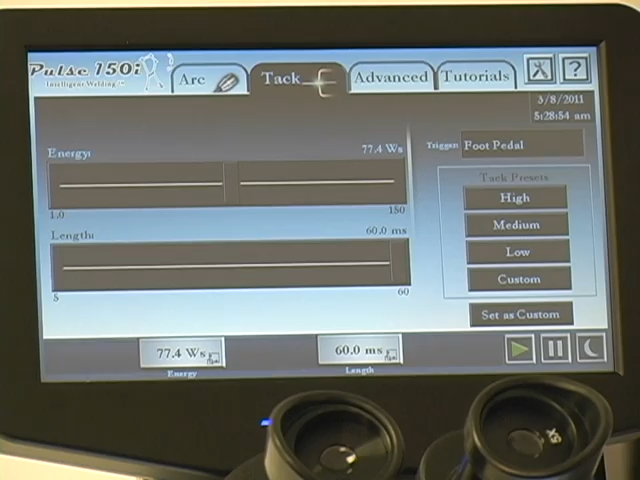 Pulse 150i
Intelligent Welding™
Arc
Tack
Advanced
Tutorials
?
3/8/2011
5:28:54 am
Energy: 77.4 Ws
1.0 150
Length: 60.0 ms
5 60
Trigger: Foot Pedal
Tack Presets
High
Medium
Low
Custom
Set as Custom
77.4 Ws
Energy
60.0 ms
Length
5X